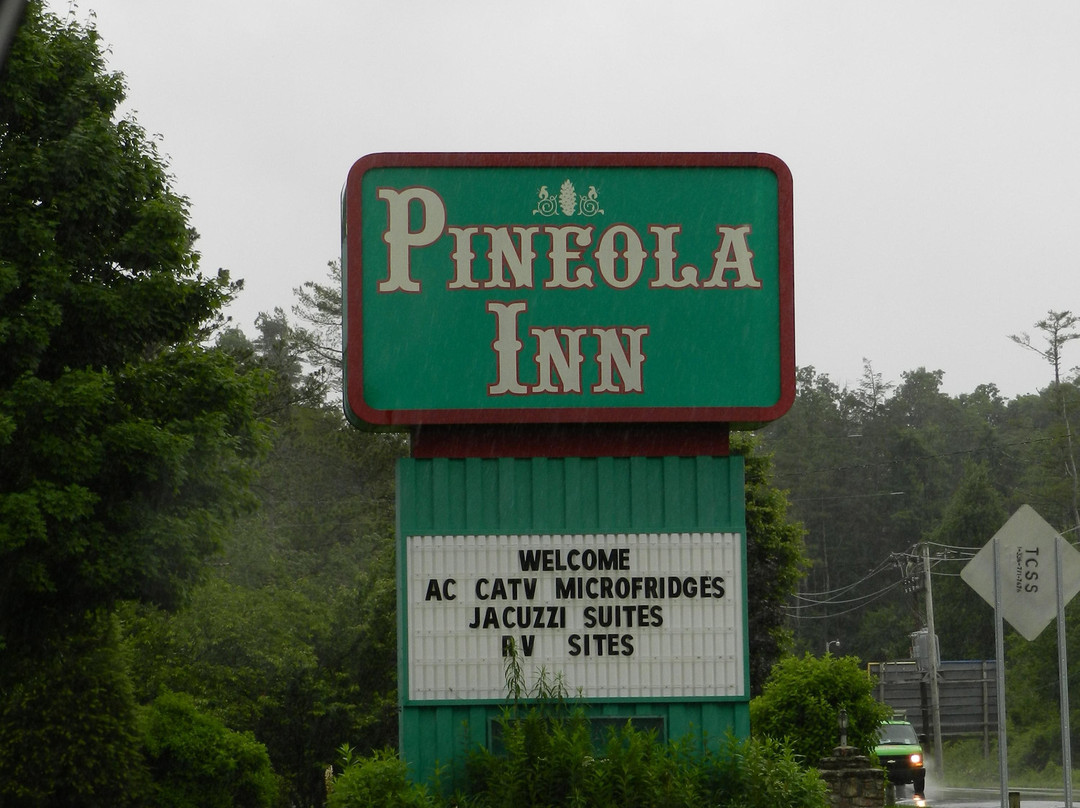 PINEOLA
INN
WELCOME
AC CATV MICROFRIDGES
JACUZZI SUITES
RV SITES
TCSS